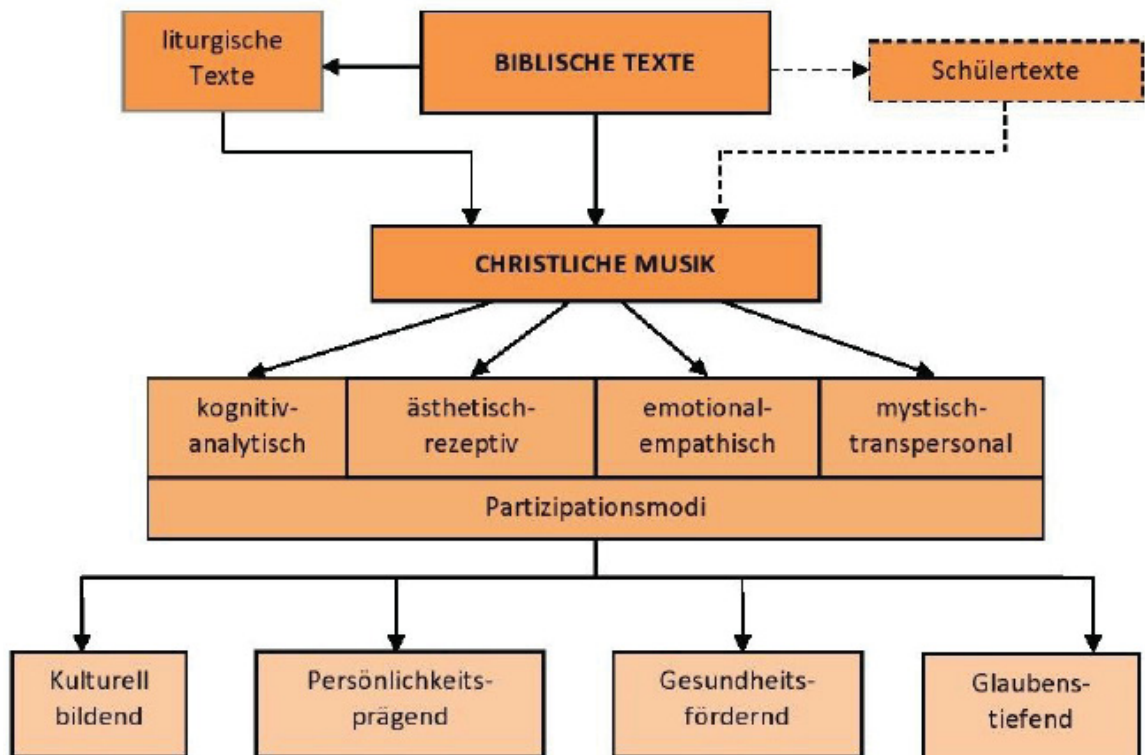 liturgische
Texte
BIBLISCHE TEXTE
Schülertexte
CHRISTLICHE MUSIK
kognitiv-
analytisch
ästhetisch-
rezeptiv
emotional-
empathisch
mystisch-
transpersonal
Partizipationsmodi
Kulturell
bildend
Persönlichkeits-
prägend
Gesundheits-
fördernd
Glaubens-
tiefend